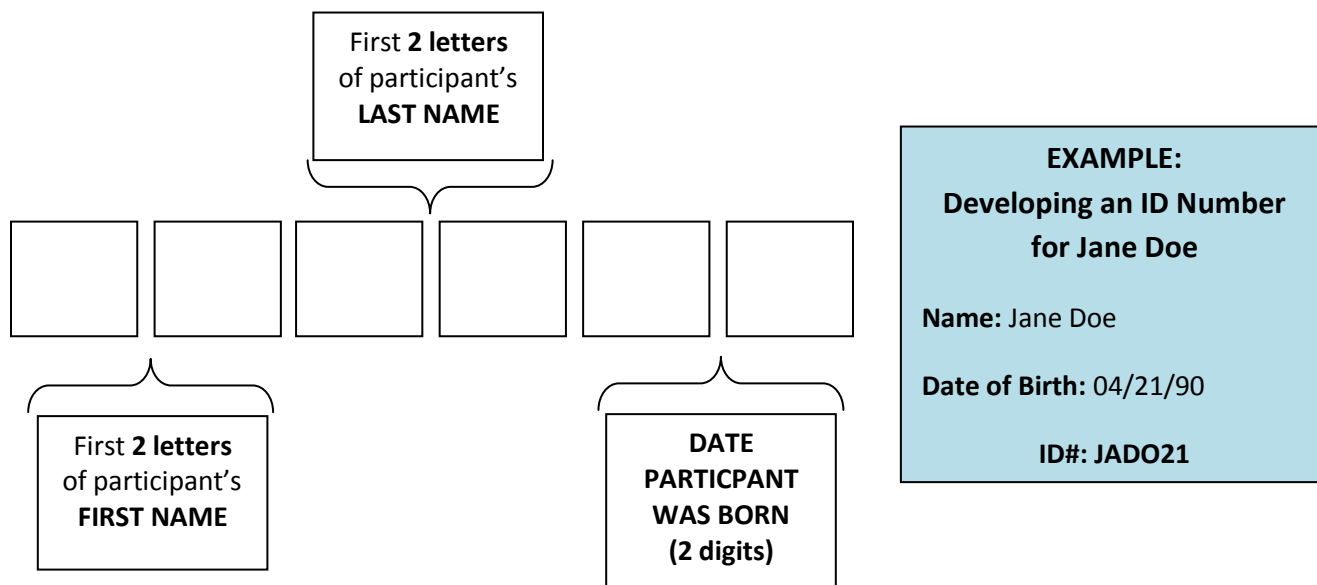 First 2 letters
of participant’s
LAST NAME
First 2 letters
of participant’s
FIRST NAME
DATE
PARTICPANT
WAS BORN
(2 digits)
EXAMPLE:
Developing an ID Number
for Jane Doe
Name: Jane Doe
Date of Birth: 04/21/90
ID#: JADO21